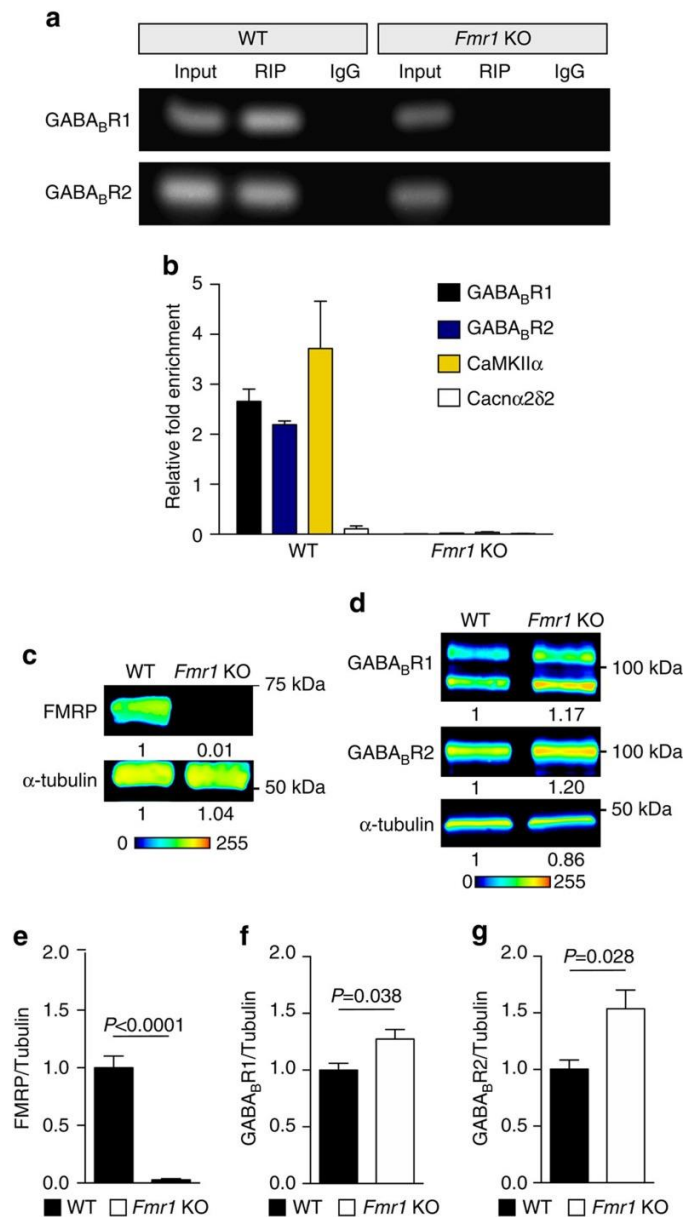 a
WT Fmr1 KO
Input RIP IgG Input RIP IgG
GABABR1
GABABR2
b
5
4
3
2
1
0
Relative fold enrichment
GABABR1
GABABR2
CaMKIIα
Cacnα2δ2
WT Fmr1 KO
c
WT Fmr1 KO
75 kDa
FMRP
1 0.01
α-tubulin
50 kDa
1 1.04
0 255
d
WT Fmr1 KO
GABABR1
100 kDa
1 1.17
GABABR2
100 kDa
1 1.20
50 kDa
α-tubulin
1 0.86
0 255
e
2.0
1.5
1.0
0.5
0.0
FMRP/Tubulin
P<0.0001
WT Fmr1 KO
f
2.0
1.5
1.0
0.5
0.0
GABABR1/Tubulin
P=0.038
WT Fmr1 KO
g
2.0
1.5
1.0
0.5
0.0
GABABR2/Tubulin
P=0.028
WT Fmr1 KO